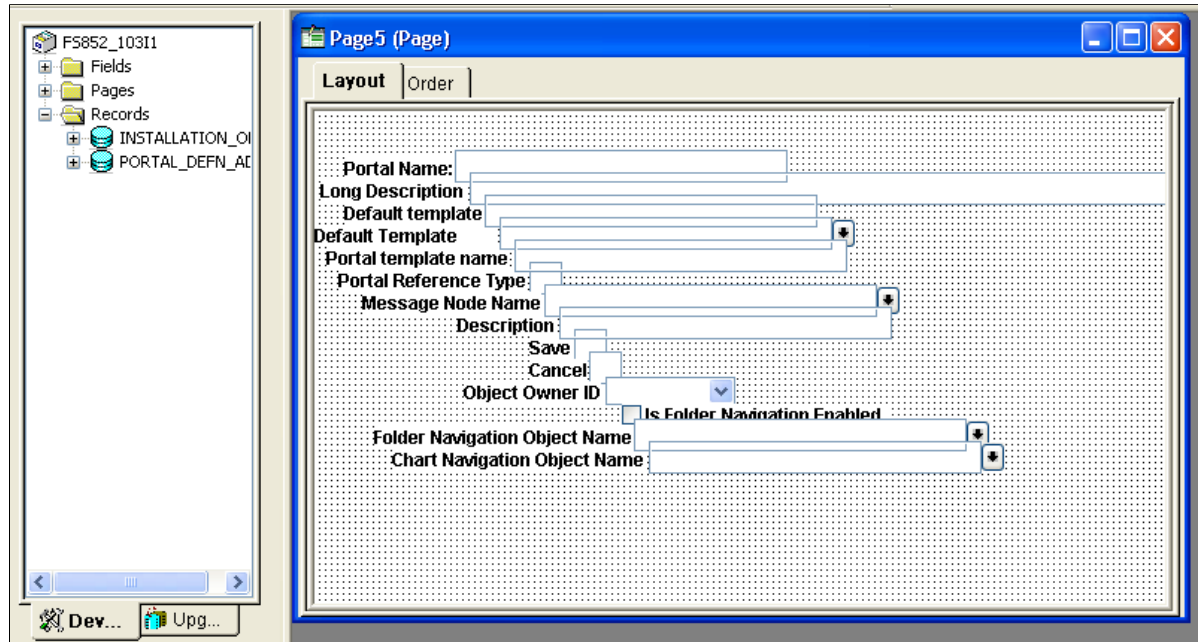 FS852_103I1
Fields
Pages
Records
INSTALLATION_
PORTAL_DEFN_
Dev...
Upg...
Page5 (Page)
Layout
Order
Portal Name:
Long Description
Default template
Default Template
Portal template name
Portal Reference Type
Message Node Name
Description
Save
Cancel
Object Owner ID
Is Folder Navigation Enabled
Folder Navigation Object Name
Chart Navigation Object Name